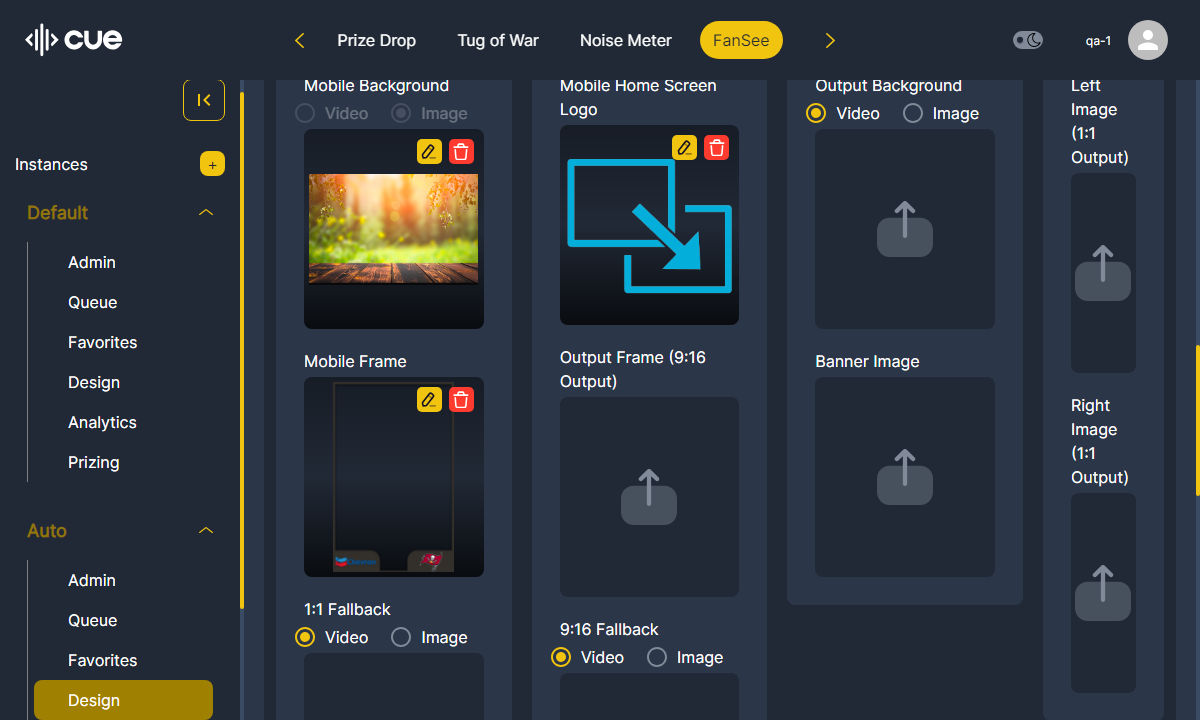 cue
Prize Drop
Tug of War
Noise Meter
FanSee
qa-1
Instances
+
Default
Admin
Queue
Favorites
Design
Analytics
Prizing
Auto
Admin
Queue
Favorites
Design
Mobile Background
Video
Image
Mobile Frame
1:1 Fallback
Video
Image
Mobile Home Screen
Logo
Output Frame (9:16
Output)
9:16 Fallback
Video
Image
Output Background
Video
Image
Banner Image
Left
Image
(1:1
Output)
Right
Image
(1:1
Output)